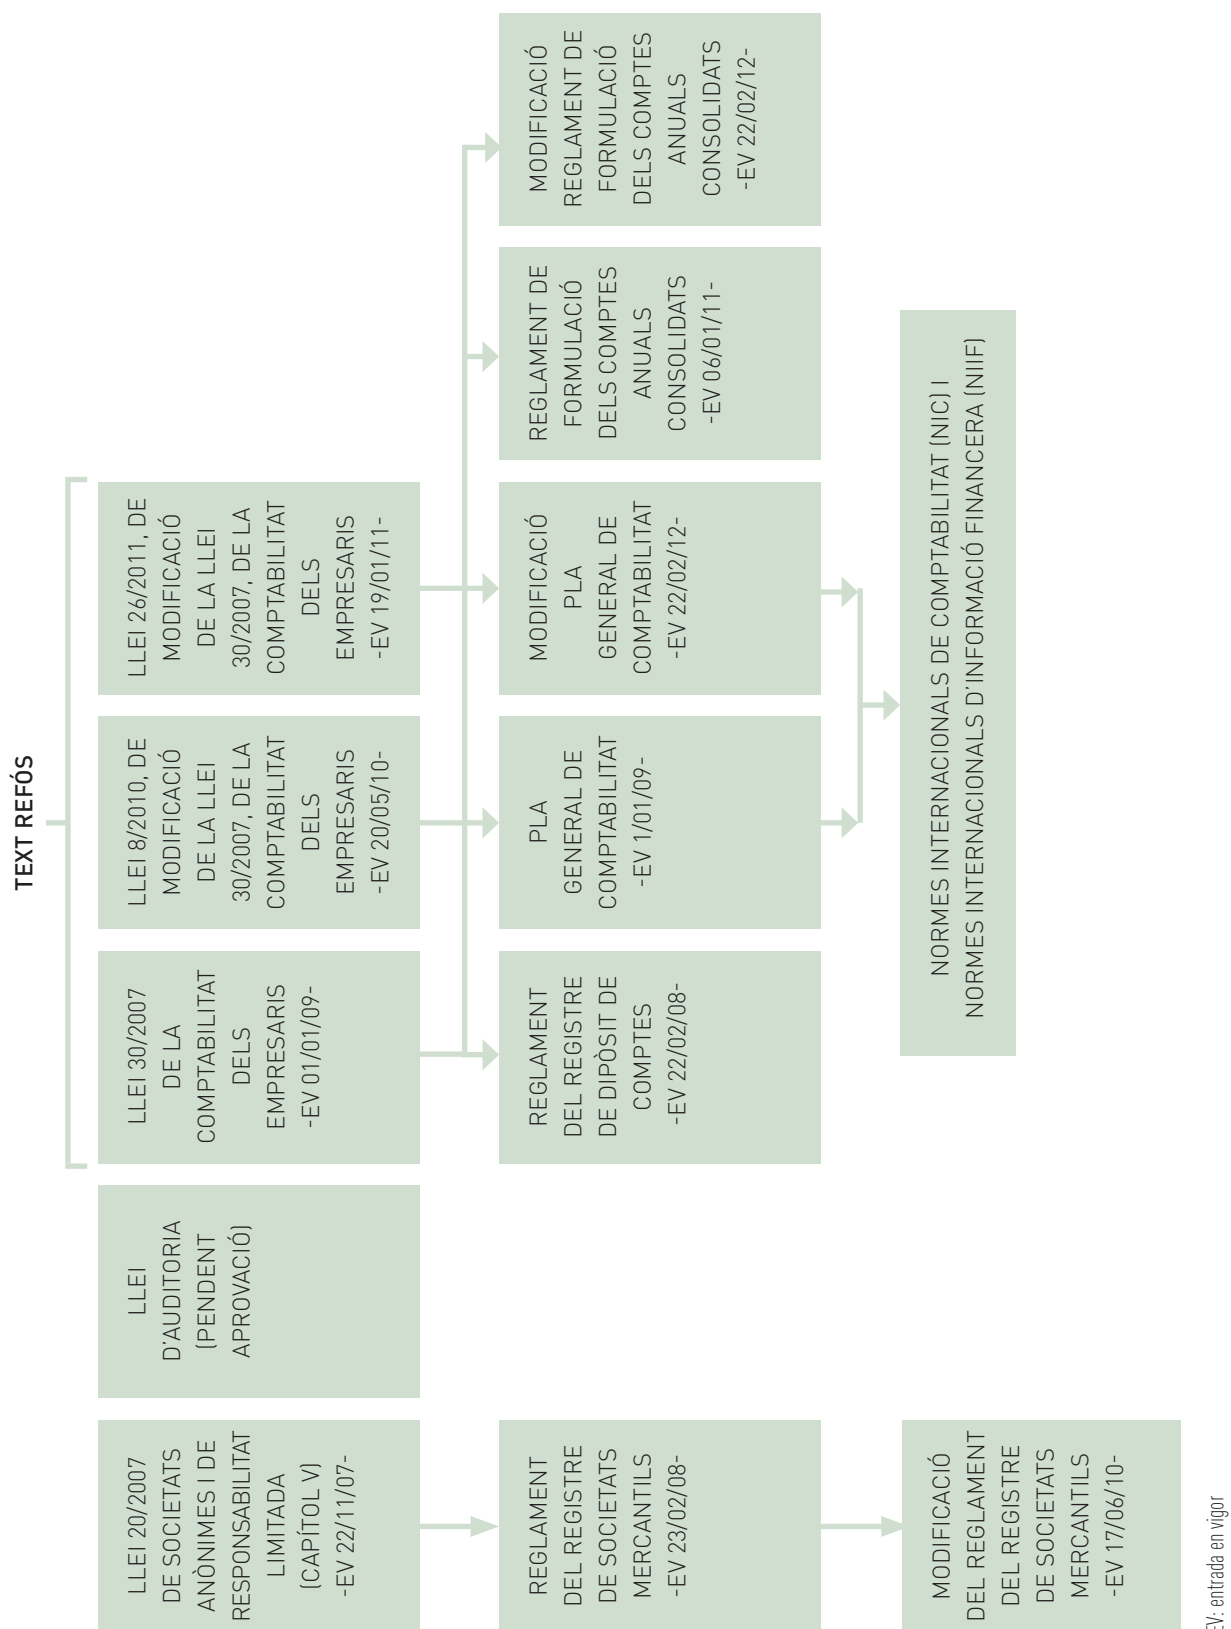 TEXT REFÓS
LLEI 20/2007
DE SOCIETATS
ANÒNIMES I DE
RESPONSABILITAT
LIMITADA
(CAPÍTOL V)
-EV 22/11/07-
LLEI
D'AUDITORIA
(PENDENT
APROVACIÓ)
LLEI 30/2007
DE LA
COMPTABILITAT
DELS
EMPRESARIS
-EV 01/01/09-
LLEI 8/2010, DE
MODIFICACIÓ
DE LA LLEI
30/2007, DE LA
COMPTABILITAT
DELS
EMPRESARIS
-EV 20/05/10-
LLEI 26/2011, DE
MODIFICACIÓ
DE LA LLEI
30/2007, DE LA
COMPTABILITAT
DELS
EMPRESARIS
-EV 19/01/11-
REGLAMENT
DEL REGISTRE
DE SOCIETATS
MERCANTILS
-EV 23/02/08-
REGLAMENT
DEL REGISTRE
DE DIPÒSIT DE
COMPTES
-EV 22/02/08-
PLA
GENERAL DE
COMPTABILITAT
-EV 1/01/09-
MODIFICACIÓ
PLA
GENERAL DE
COMPTABILITAT
-EV 22/02/12-
REGLAMENT DE
FORMULACIÓ
DELS COMPTES
ANUALS
CONSOLIDATS
-EV 06/01/11-
MODIFICACIÓ
REGLAMENT DE
FORMULACIÓ
DELS COMPTES
ANUALS
CONSOLIDATS
-EV 22/02/12-
MODIFICACIÓ
DEL REGLAMENT
DEL REGISTRE
DE SOCIETATS
MERCANTILS
-EV 17/06/10-
NORMES INTERNACIONALS DE COMPTABILITAT (NIC) I
NORMES INTERNACIONALS D'INFORMACIÓ FINANCERA (NIIF)
EV: entrada en vigor